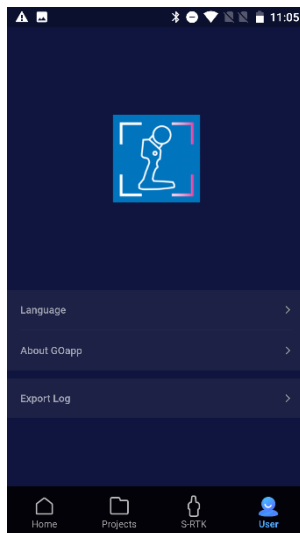 11:05
Language
About GOapp
Export Log
Home
Projects
S-RTK
User